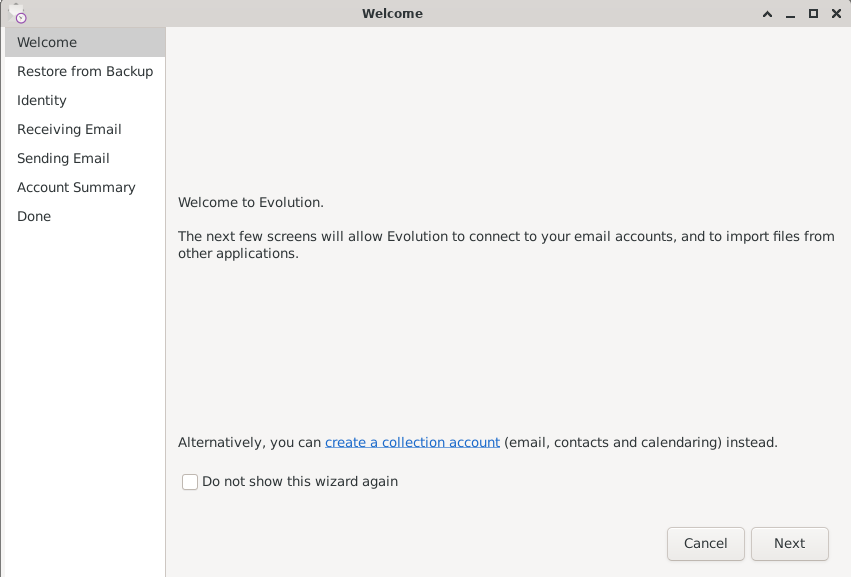 Welcome
Welcome
Restore from Backup
Identity
Receiving Email
Sending Email
Account Summary
Done
Welcome to Evolution.
The next few screens will allow Evolution to connect to your email accounts, and to import files from
other applications.
Alternatively, you can create a collection account (email, contacts and calendaring) instead.
Do not show this wizard again
Cancel
Next